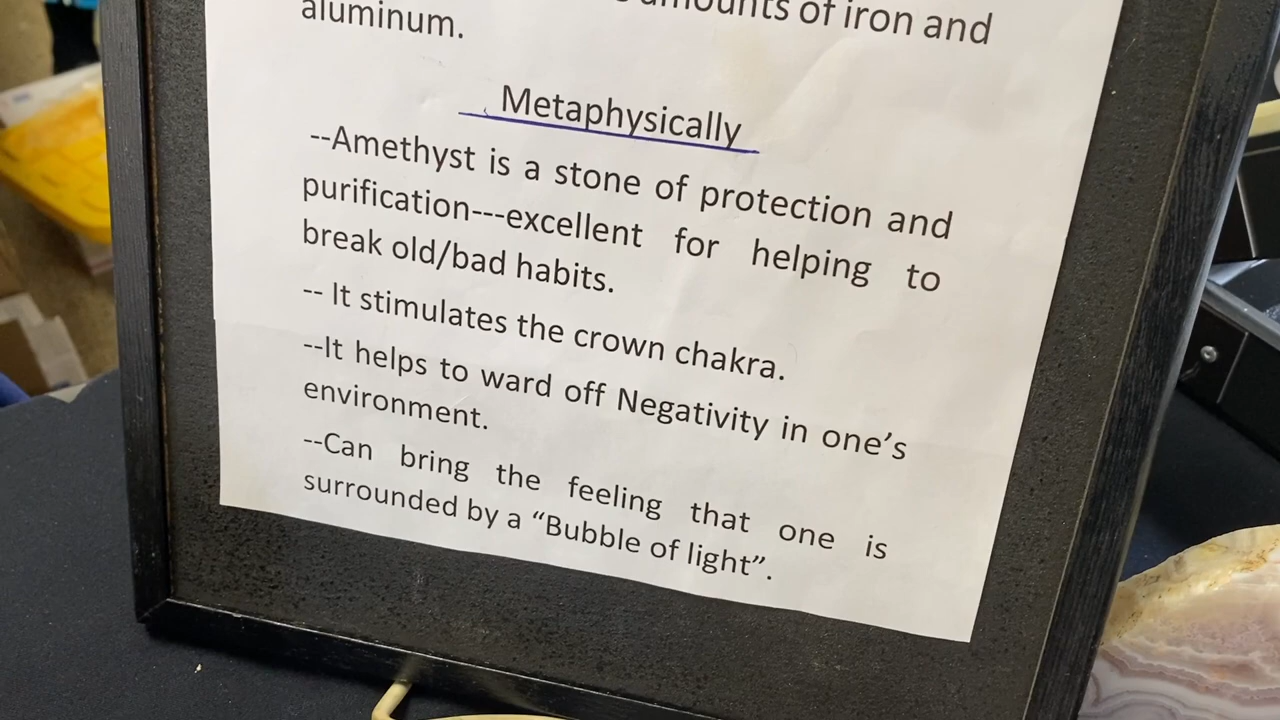 amounts of iron and
aluminum.
Metaphysically
--Amethyst is a stone of protection and
purification---excellent for helping to
break old/bad habits.
-- It stimulates the crown chakra.
--It helps to ward off Negativity in one’s
environment.
--Can bring the feeling that one is
surrounded by a “Bubble of light”.